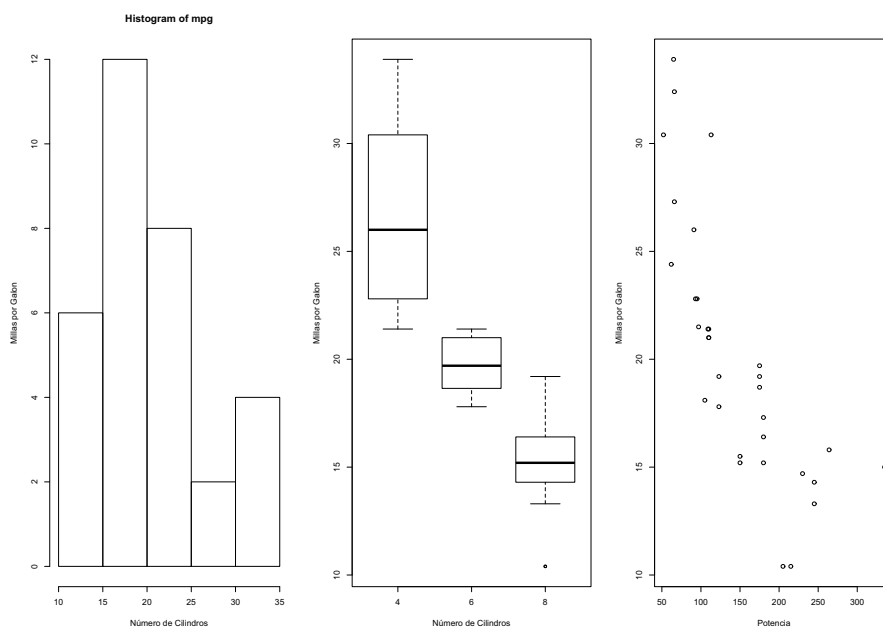 Histogram of mpg
Millas por Galon
0 2 4 6 8 10 12
10 15 20 25 30 35
Número de Cilindros
Millas por Galon
10 15 20 25 30
4 6 8
Número de Cilindros
Millas por Galon
10 15 20 25 30
50 100 150 200 250 300
Potencia